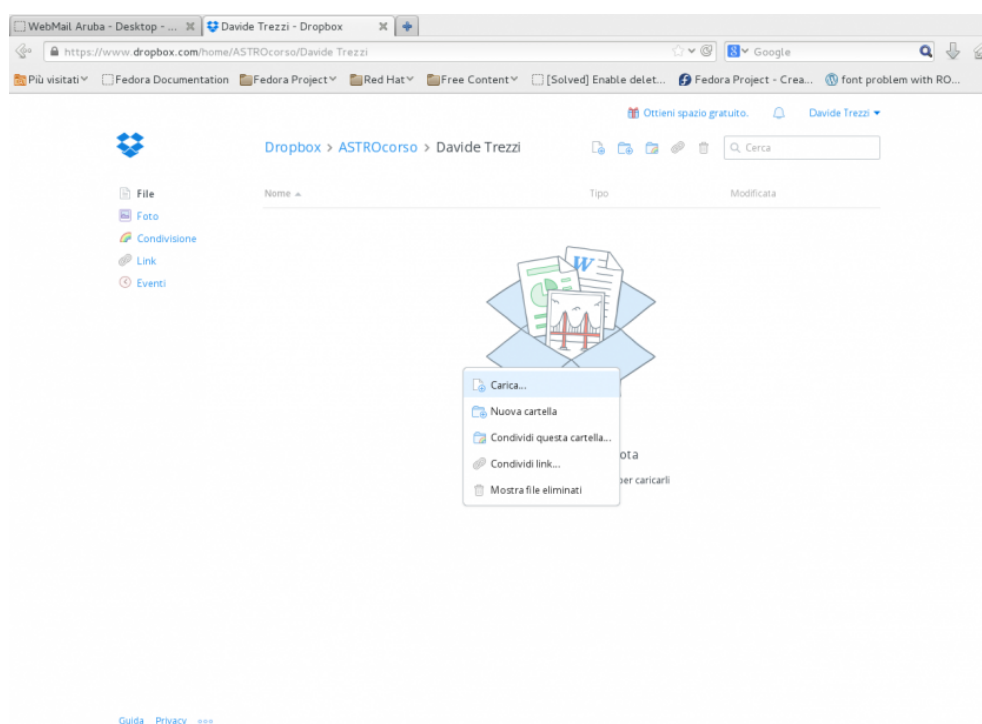 WebMail Aruba - Desktop - ... Davide Trezzi - Dropbox
https://www.dropbox.com/home/ASTROcorso/Davide Trezzi Google
Più visitati Fedora Documentation Fedora Project Red Hat Free Content [Solved] Enable delet... Fedora Project - Crea... font problem with RO...
Ottieni spazio gratuito. Davide Trezzi
Dropbox > ASTROcorso > Davide Trezzi Cerca
File Nome Tipo Modificata
Foto
Condivisione
Link
Eventi
W
Carica...
Nuova cartella
Condividi questa cartella...
ota
Condividi link...
per caricarli
Mostra file eliminati
Guida Privacy